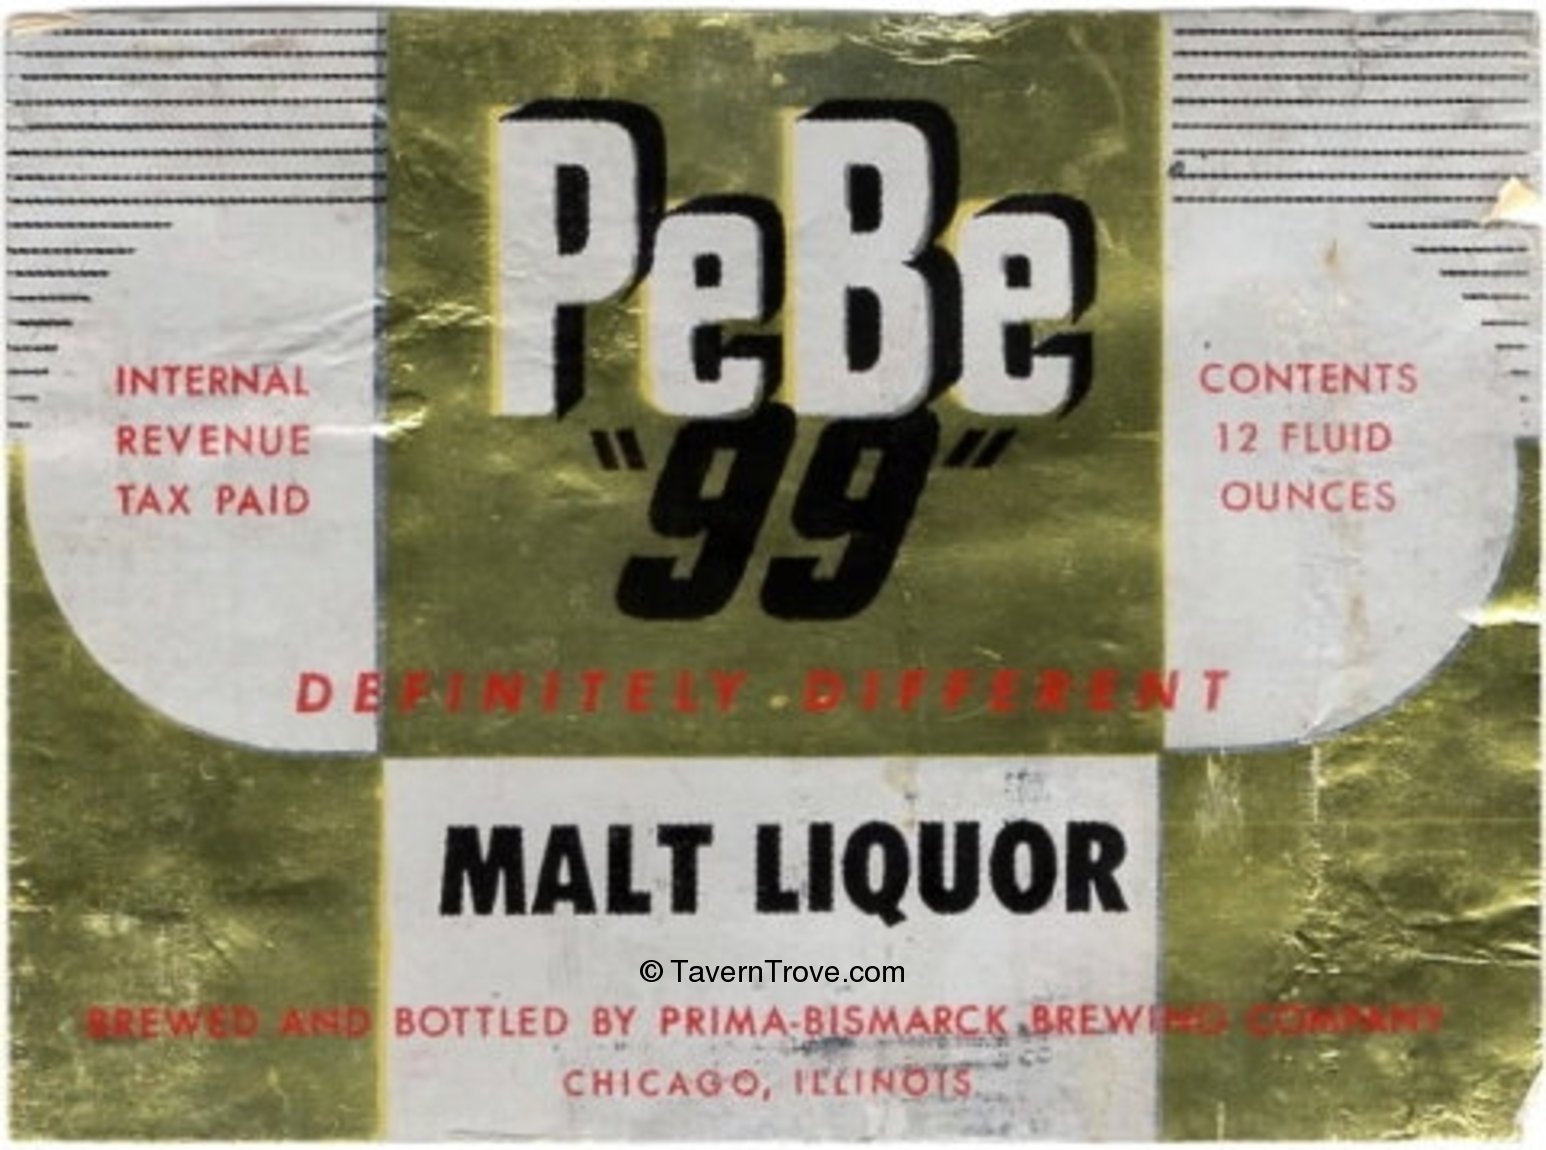 PeBe
"99"
INTERNAL
REVENUE
TAX PAID
CONTENTS
12 FLUID
OUNCES
DEFINITELY DIFFERENT
MALT LIQUOR
© TavernTrove.com
BREWED AND BOTTLED BY PRIMA-BISMARCK BREWING COMPANY
CHICAGO, ILLINOIS